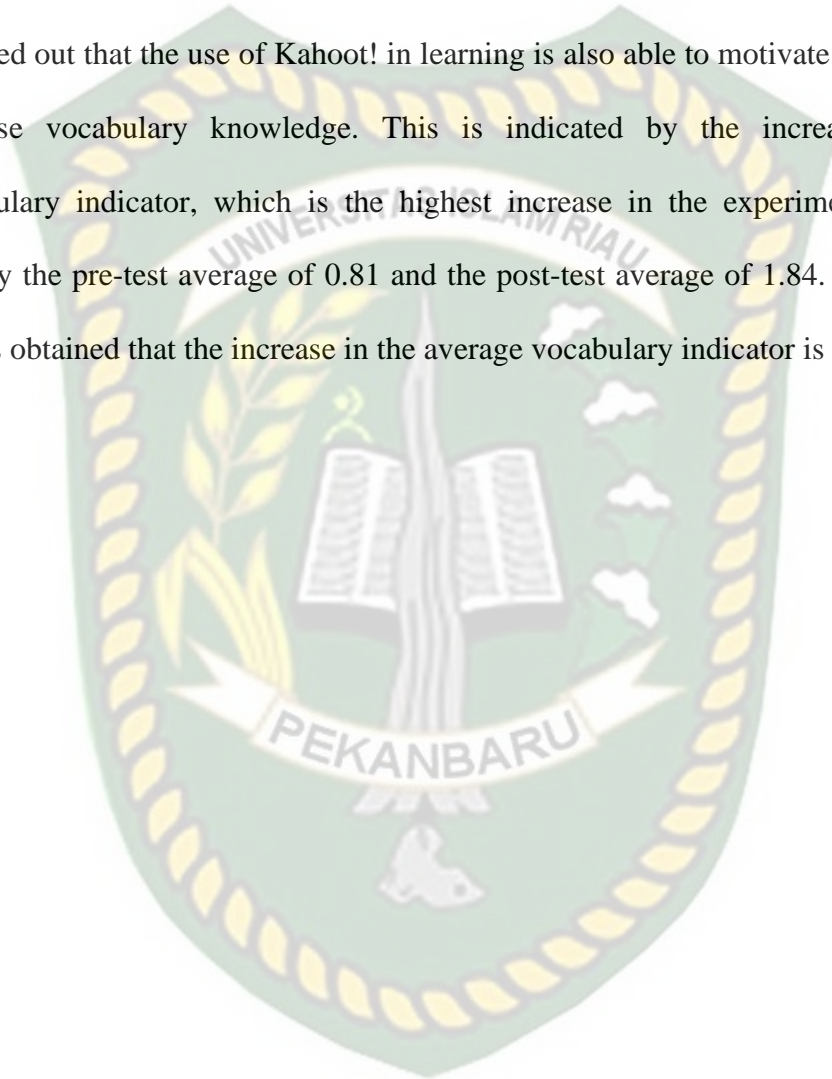 ed out that the use of Kahoot! in learning is also able to motivate
se vocabulary knowledge. This is indicated by the increa
ulary indicator, which is the highest increase in the experime
y the pre-test average of 0.81 and the post-test average of 1.84.
s obtained that the increase in the average vocabulary indicator is
UNIVERSITAS ISLAM RIAU
PEKANBARU